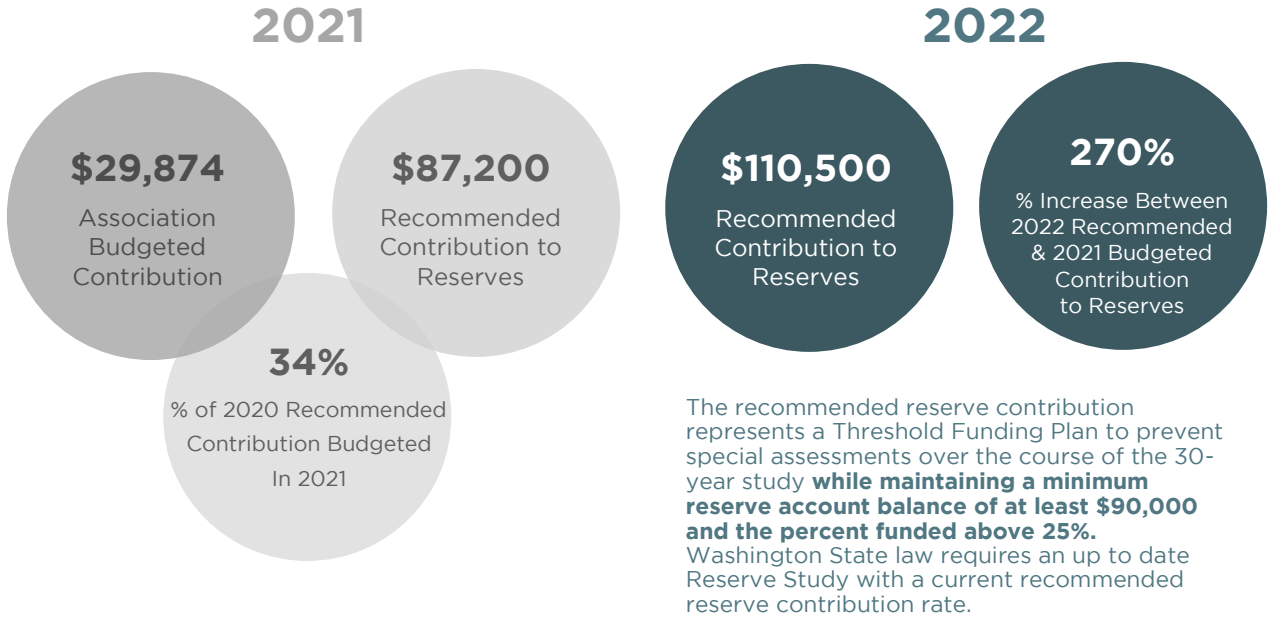 2021
$29,874
Association
Budgeted
Contribution
$87,200
Recommended
Contribution to
Reserves
34%
% of 2020 Recommended
Contribution Budgeted
In 2021
2022
$110,500
Recommended
Contribution to
Reserves
270%
% Increase Between
2022 Recommended
& 2021 Budgeted
Contribution
to Reserves
The recommended reserve contribution
represents a Threshold Funding Plan to prevent
special assessments over the course of the 30-
year study while maintaining a minimum
reserve account balance of at least $90,000
and the percent funded above 25%.
Washington State law requires an up to date
Reserve Study with a current recommended
reserve contribution rate.